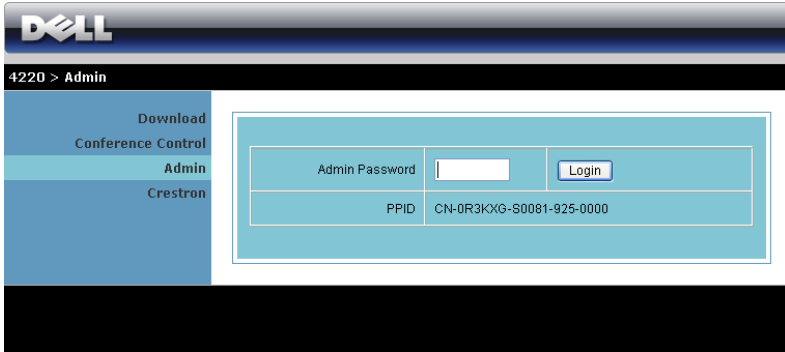 DELL
4220 > Admin
Download
Conference Control
Admin
Crestron
Admin Password
Login
PPID
CN-0R3KXG-S0081-925-0000